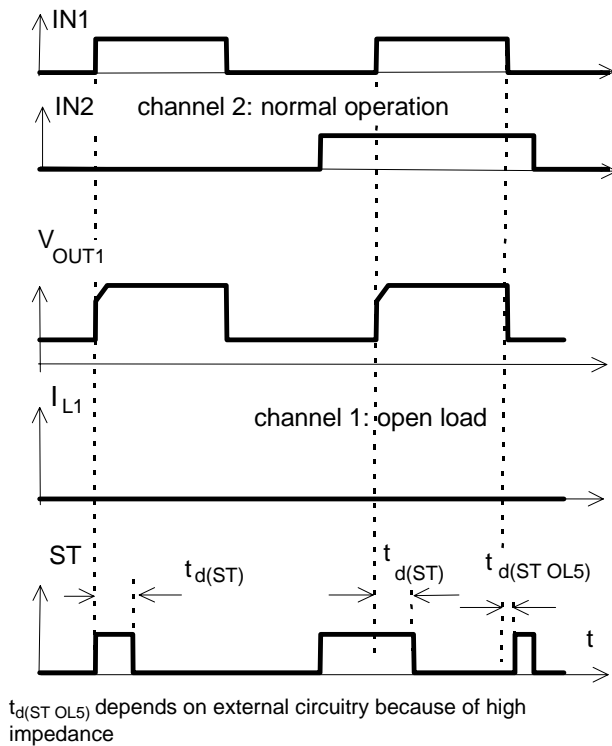 IN1
IN2 channel 2: normal operation
V OUT1
I L1
channel 1: open load
ST
t d(ST)
t d(ST)
t d(ST OL5)
t
t d(ST OL5) depends on external circuitry because of high
impedance